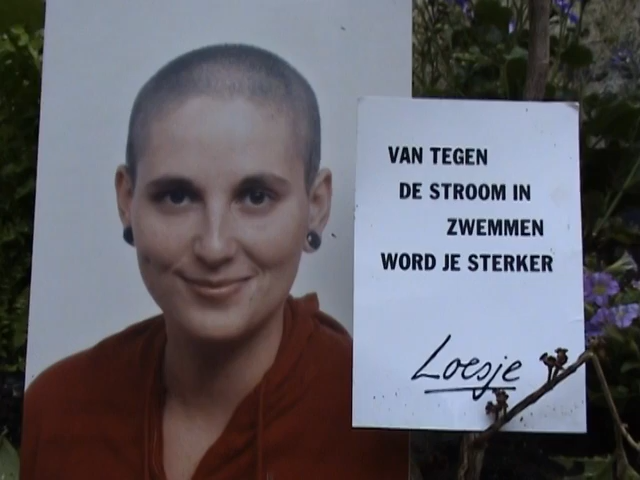 VAN TEGEN
DE STROOM IN
ZWEMMEN
WORD JE STERKER
Loesje